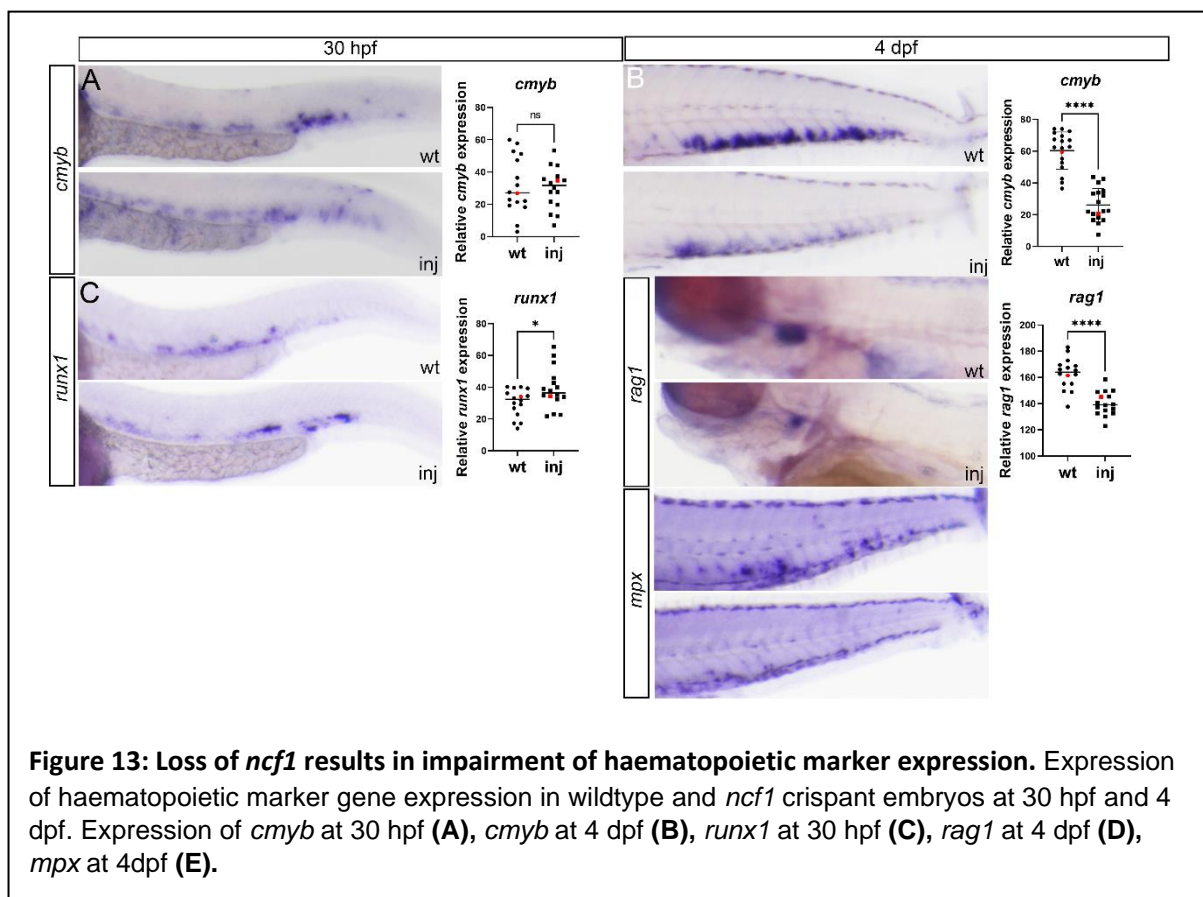 30 hpf
4 dpf
cmyb
A
wt
inj
cmyb
ns
Relative cmyb expression
80
60
40
20
0
wt inj
runx1
C
wt
inj
runx1
*
Relative runx1 expression
80
60
40
20
0
wt inj
B
wt
inj
cmyb
****
Relative cmyb expression
80
60
40
20
0
wt inj
rag1
wt
inj
rag1
****
Relative rag1 expression
200
180
160
140
120
100
wt inj
mpx
Figure 13: Loss of ncf1 results in impairment of haematopoietic marker expression. Expression
of haematopoietic marker gene expression in wildtype and ncf1 crispant embryos at 30 hpf and 4
dpf. Expression of cmyb at 30 hpf (A), cmyb at 4 dpf (B), runx1 at 30 hpf (C), rag1 at 4 dpf (D),
mpx at 4dpf (E).